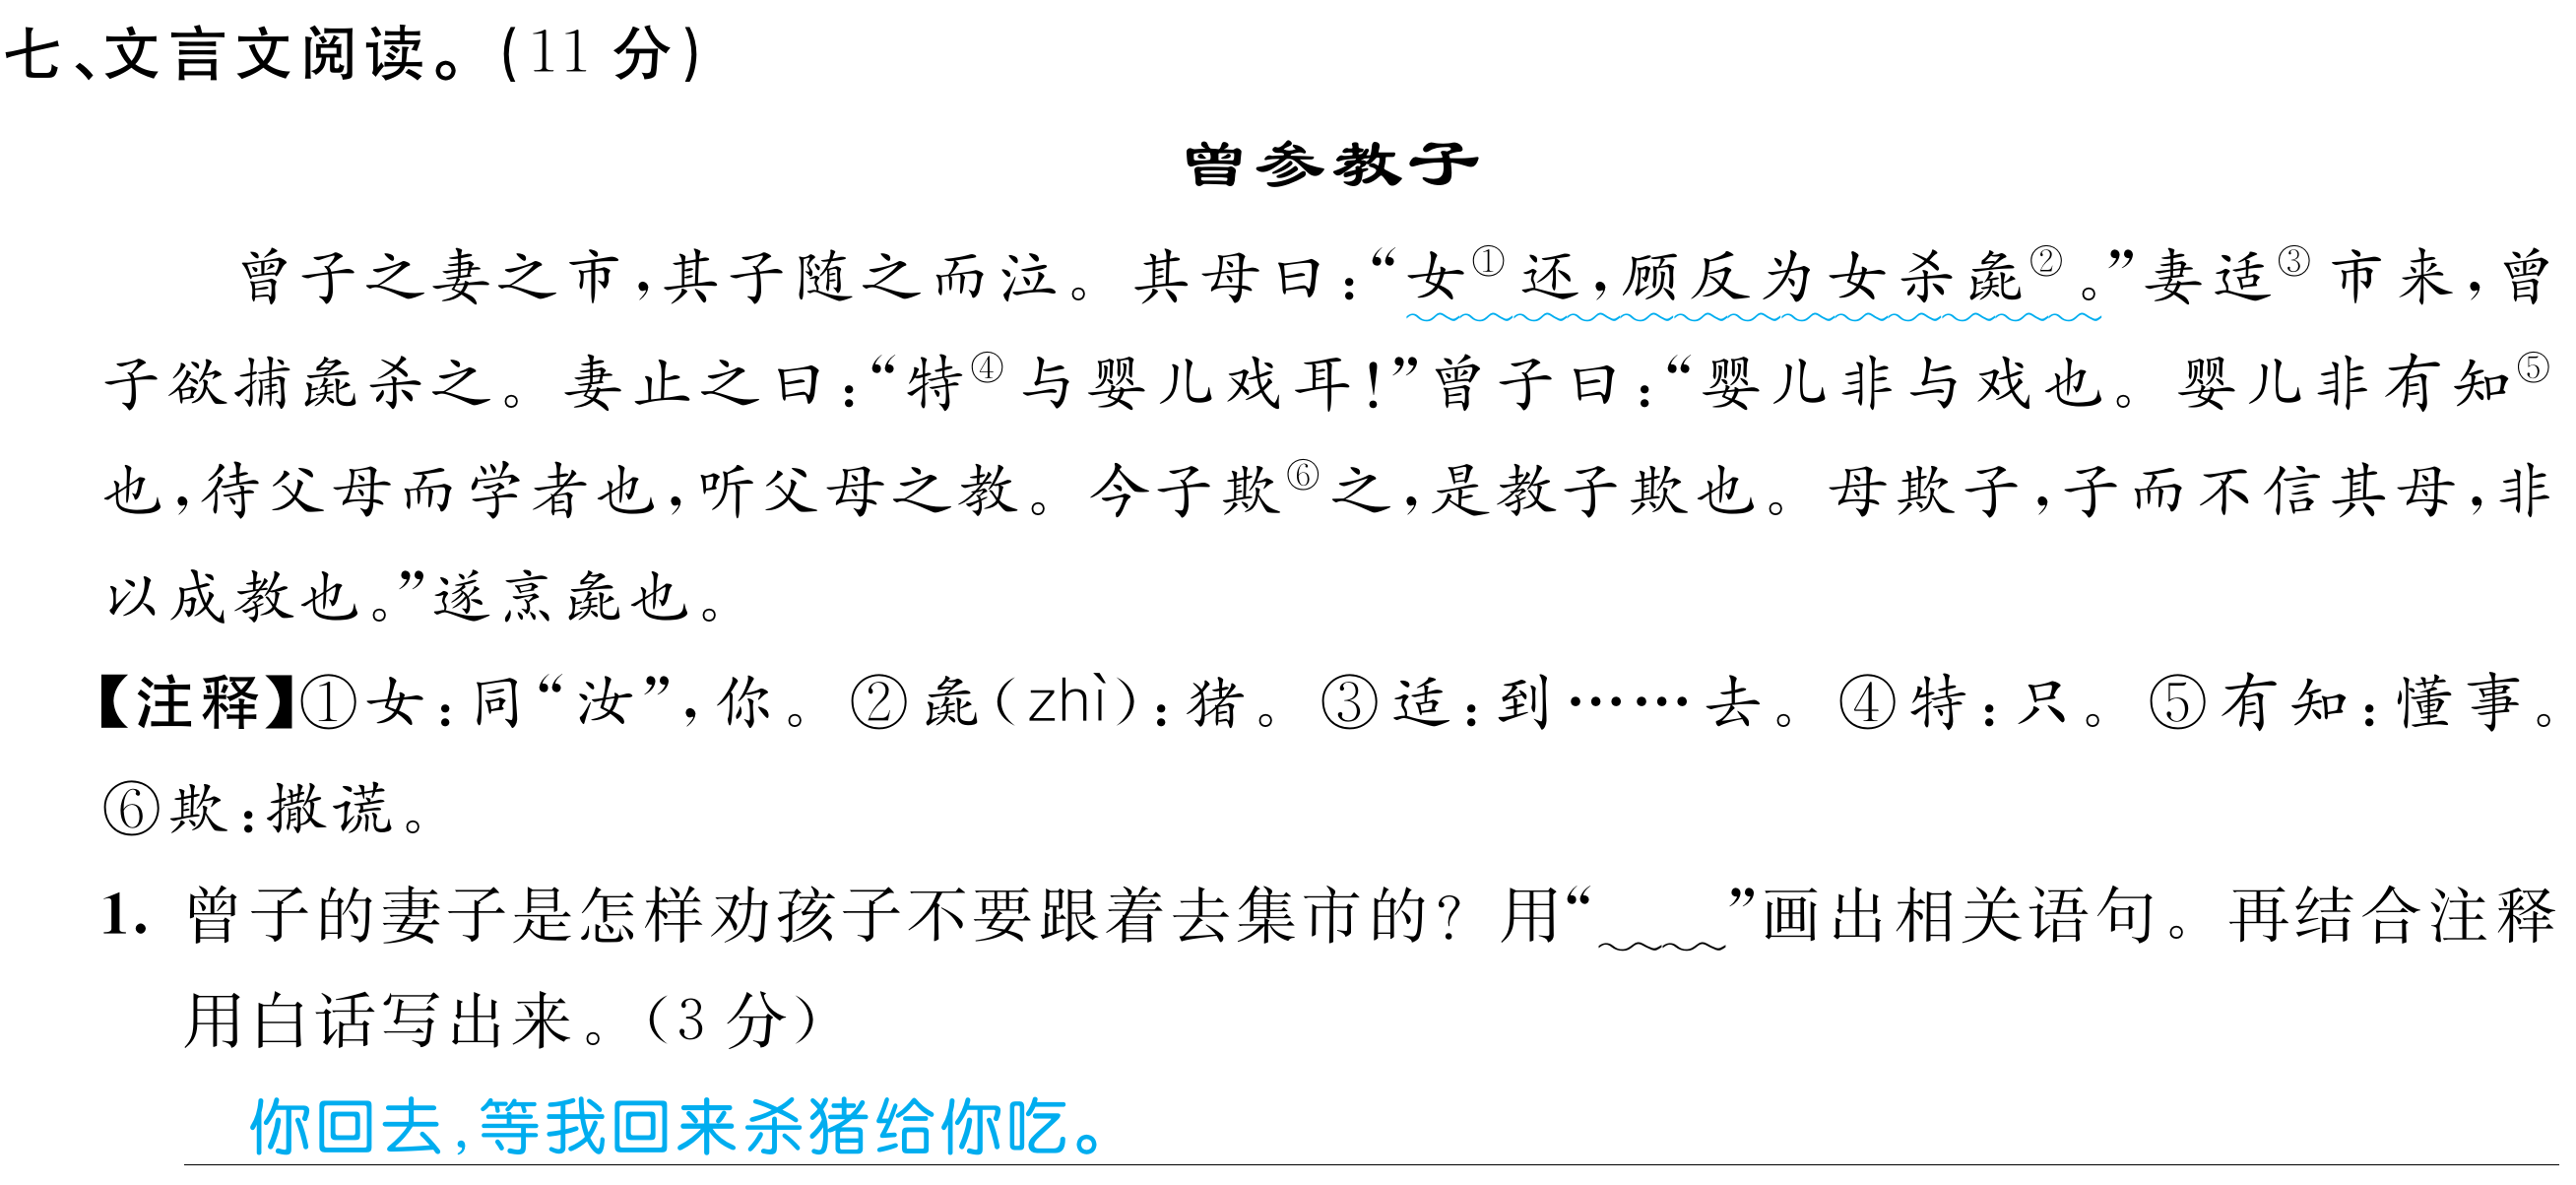 七、文言文阅读。(11 分)
曾参教子
曾子之妻之市,其子随之而泣。其母曰:“女①还,顾反为女杀彘②。”妻适③市来,曾
子欲捕彘杀之。妻止之曰:“特④与婴儿戏耳!”曾子曰:“婴儿非与戏也。婴儿非有知⑤
也,待父母而学者也,听父母之教。今子欺⑥之,是教子欺也。母欺子,子而不信其母,非
以成教也。”遂烹彘也。
【注释】①女:同“汝”,你。②彘(zhì):猪。③适:到……去。④特:只。⑤有知:懂事。
⑥欺:撒谎。
1. 曾子的妻子是怎样劝孩子不要跟着去集市的?用“﹏﹏”画出相关语句。再结合注释
用白话写出来。(3 分)
你回去,等我回来杀猪给你吃。